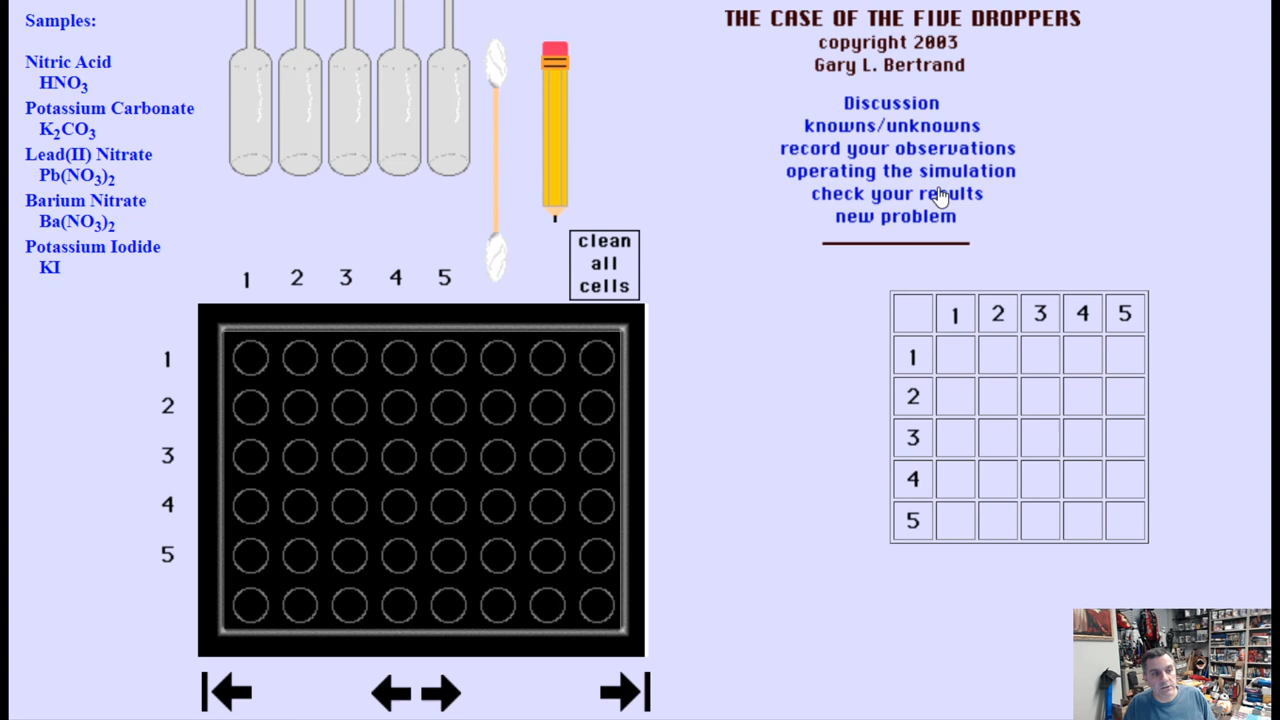 Samples:
Nitric Acid
HNO3
Potassium Carbonate
K2CO3
Lead(II) Nitrate
Pb(NO3)2
Barium Nitrate
Ba(NO3)2
Potassium Iodide
KI
clean
all
cells
1 2 3 4 5
1
2
3
4
5
THE CASE OF THE FIVE DROPPERS
copyright 2003
Gary L. Bertrand
Discussion
knowns/unknowns
record your observations
operating the simulation
check your results
new problem
1 2 3 4 5
1
2
3
4
5